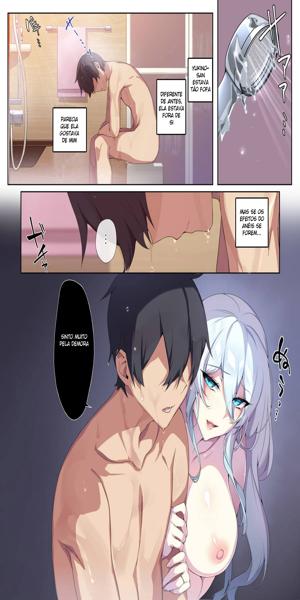 YUKINO-
SAN
ESTAVA
TÃO FOFA
DIFERENTE
DE ANTES,
ELA ESTAVA
FORA DE
SI
PARECIA
QUE ELA
GOSTAVA
DE MIM
MAS SE OS
EFEITOS DO
ANÉIS SE
FOREM...
...
SINTO MUITO
PELA DEMORA